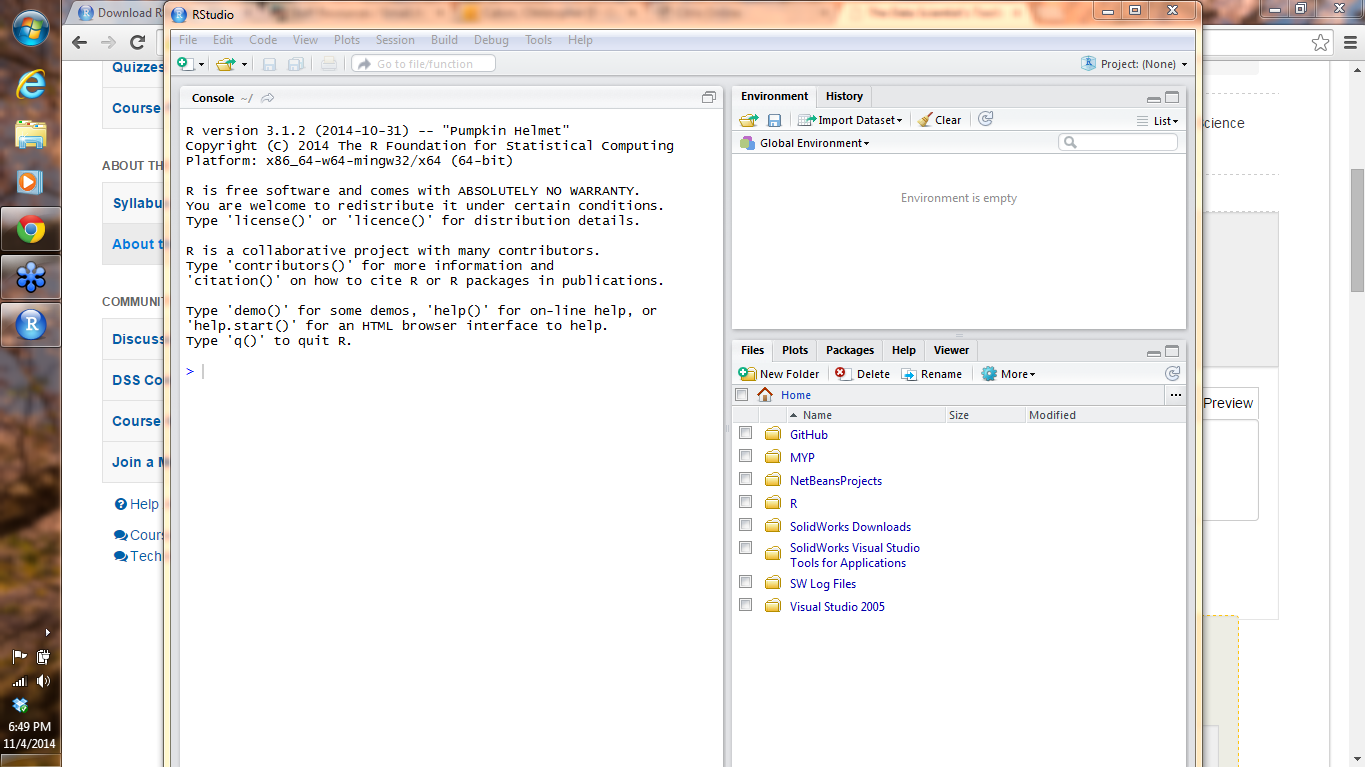 Download R
RStudio
File Edit Code View Plots Session Build Debug Tools Help
Go to file/function
Project: (None)
Console ~/
R version 3.1.2 (2014-10-31) -- "Pumpkin Helmet"
Copyright (C) 2014 The R Foundation for Statistical Computing
Platform: x86_64-w64-mingw32/x64 (64-bit)
R is free software and comes with ABSOLUTELY NO WARRANTY.
You are welcome to redistribute it under certain conditions.
Type 'license()' or 'licence()' for distribution details.
R is a collaborative project with many contributors.
Type 'contributors()' for more information and
'citation()' on how to cite R or R packages in publications.
Type 'demo()' for some demos, 'help()' for on-line help, or
'help.start()' for an HTML browser interface to help.
Type 'q()' to quit R.
>
Environment History
Import Dataset Clear List
Global Environment
Environment is empty
Files Plots Packages Help Viewer
New Folder Delete Rename More
Home ...
Name Size Modified
GitHub
MYP
NetBeansProjects
R
SolidWorks Downloads
SolidWorks Visual Studio
Tools for Applications
SW Log Files
Visual Studio 2005
Quizzes
Course
ABOUT TH
Syllabu
About t
COMMUNI
Discuss
DSS Co
Course
Join a M
Help
Cours
Tech
cience
Preview
6:49 PM
11/4/2014